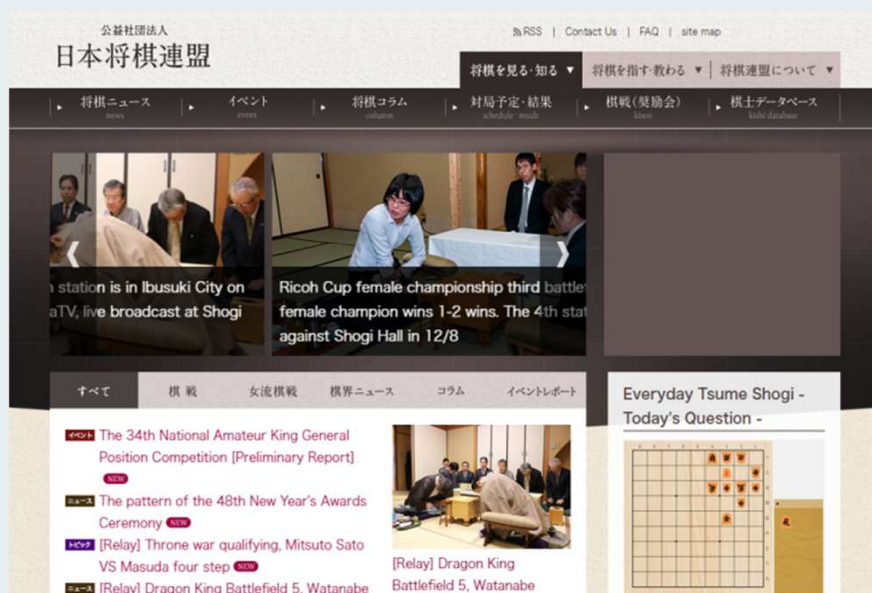 公益社団法人
日本将棋連盟
RSS | Contact Us | FAQ | site map
将棋を見る・知る ▼ 将棋を指す・教わる ▼ 将棋連盟について ▼
将棋ニュース イベント 将棋コラム 対局予定・結果 棋戦(奨励会) 棋士データベース
news event column schedule・result kisen kishi database
station is in Ibusuki City on
aTV, live broadcast at Shogi
Ricoh Cup female championship third battle
female champion wins 1-2 wins. The 4th stat
against Shogi Hall in 12/8
すべて 棋戦 女流棋戦 棋界ニュース コラム イベントレポート
イベント The 34th National Amateur King General
Position Competition [Preliminary Report]
NEW
ニュース The pattern of the 48th New Year's Awards
Ceremony NEW
トピック [Relay] Throne war qualifying, Mitsuto Sato
VS Masuda four step NEW
ニュース [Relay] Dragon King Battlefield 5, Watanabe
[Relay] Dragon King
Battlefield 5, Watanabe
Everyday Tsume Shogi -
Today's Question -